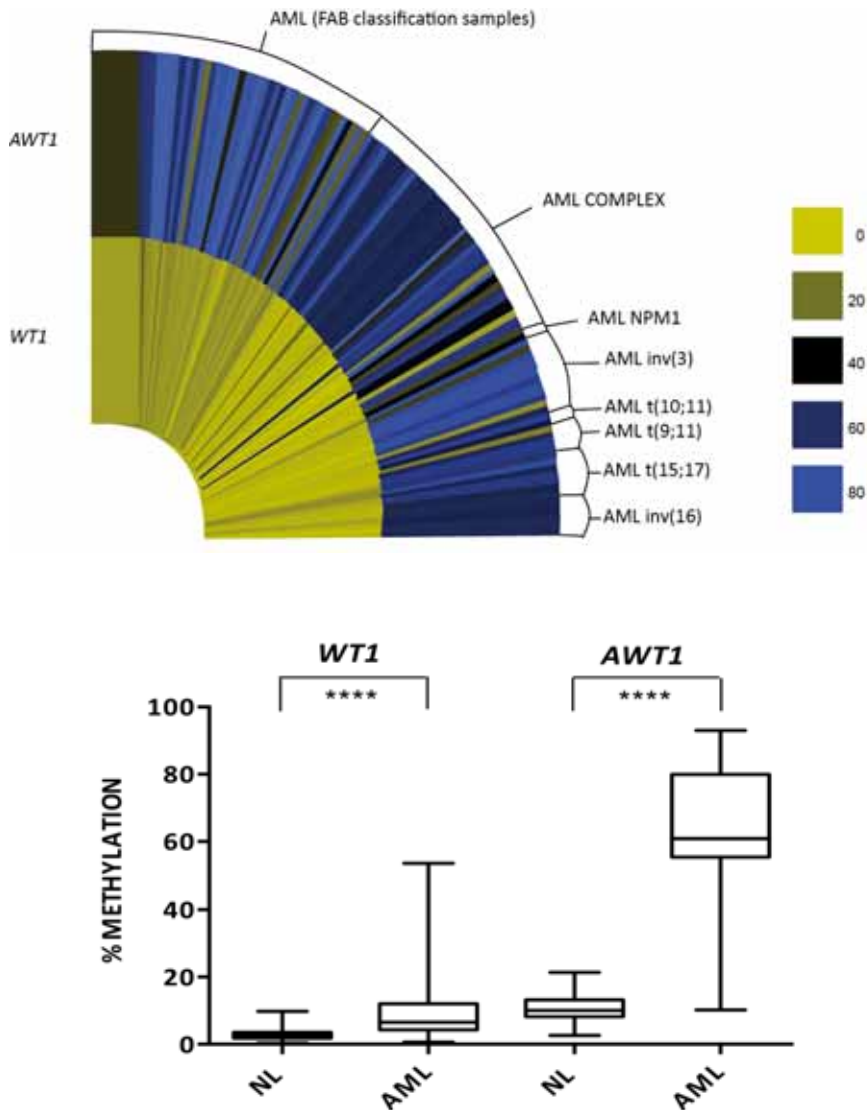 AML (FAB classification samples)
AWT1
AML COMPLEX
0
20
WT1
AML NPM1
40
AML inv(3)
AML t(10;11)
60
AML t(9;11)
AML t(15;17)
80
AML inv(16)
WT1
AWT1
****
****
100
80
60
40
20
0
% METHYLATION
NL
AML
NL
AML